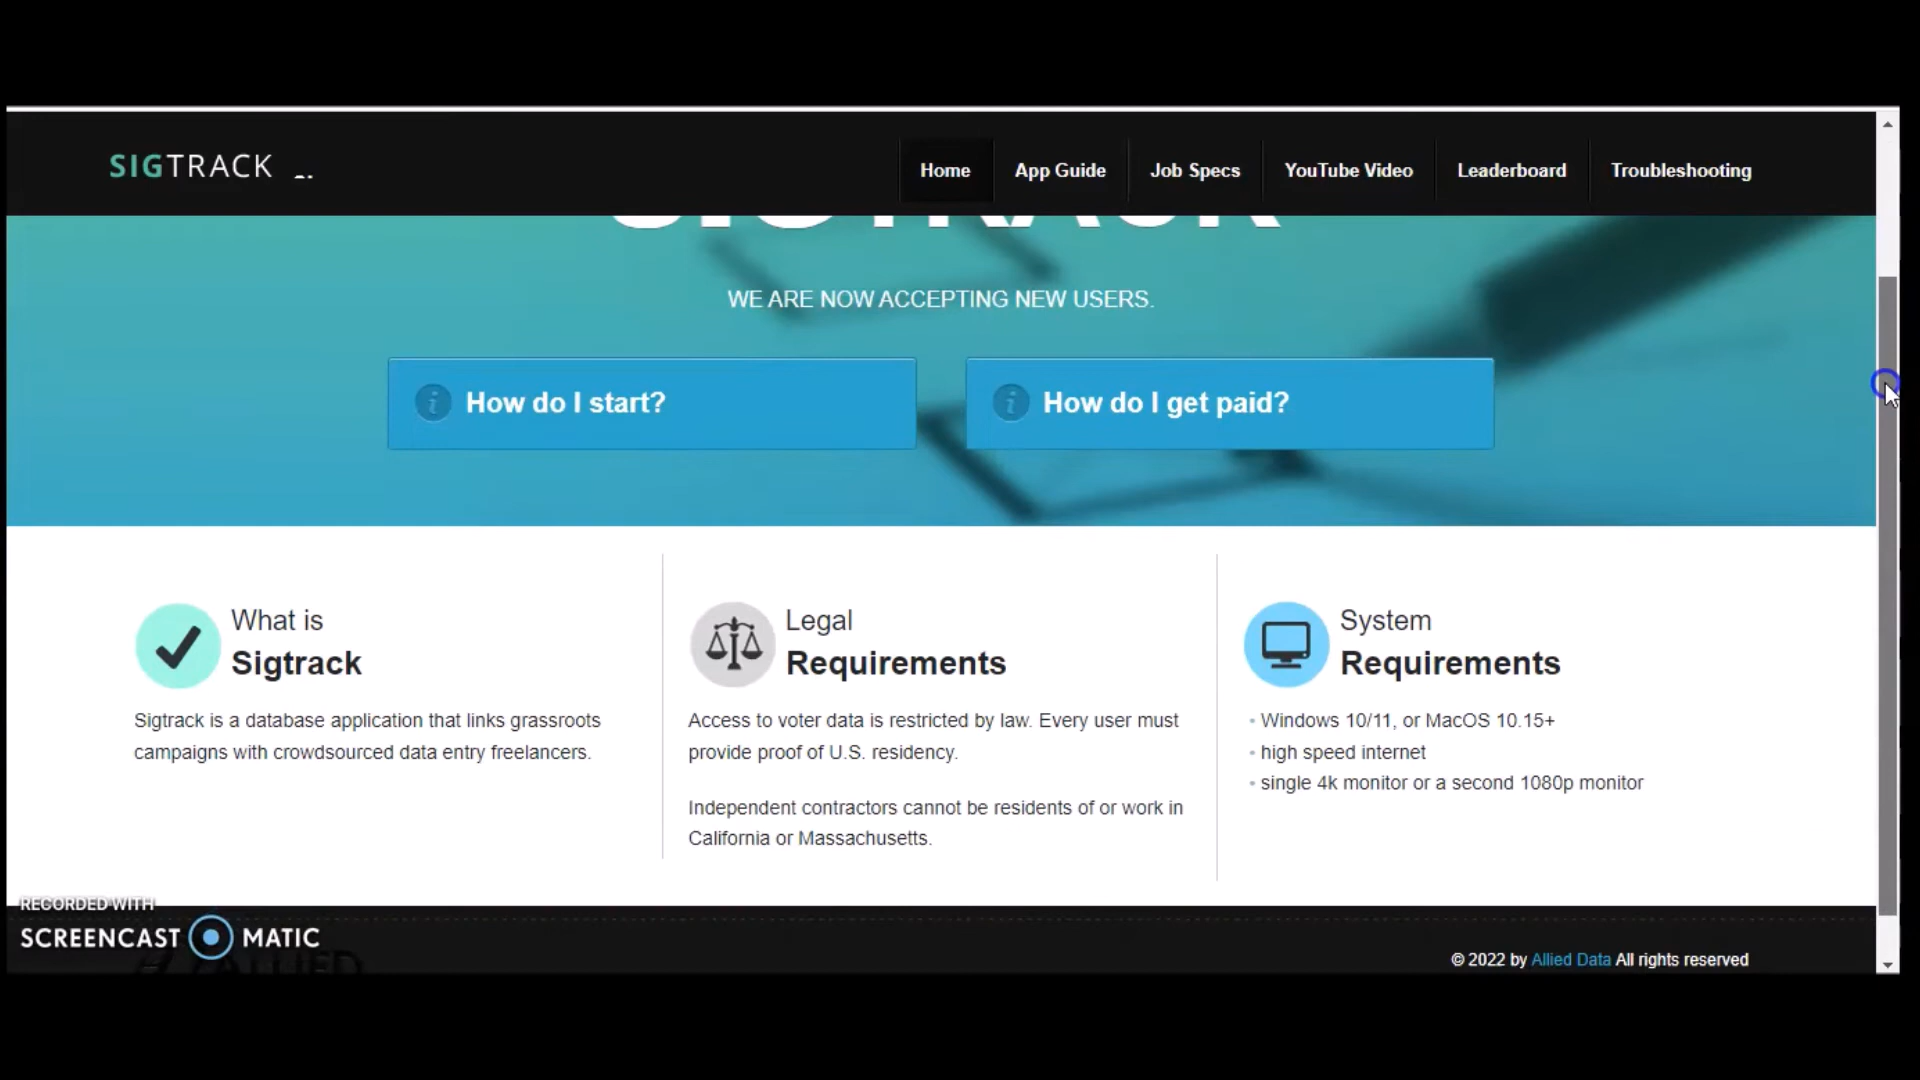 SIGTRACK
Home
App Guide
Job Specs
YouTube Video
Leaderboard
Troubleshooting
SIGTRACK
WE ARE NOW ACCEPTING NEW USERS.
How do I start?
How do I get paid?
What is
Sigtrack
Sigtrack is a database application that links grassroots
campaigns with crowdsourced data entry freelancers.
Legal
Requirements
Access to voter data is restricted by law. Every user must
provide proof of U.S. residency.
Independent contractors cannot be residents of or work in
California or Massachusetts.
System
Requirements
• Windows 10/11, or MacOS 10.15+
• high speed internet
• single 4k monitor or a second 1080p monitor
RECORDED WITH
SCREENCAST MATIC
ALLIED
© 2022 by Allied Data All rights reserved